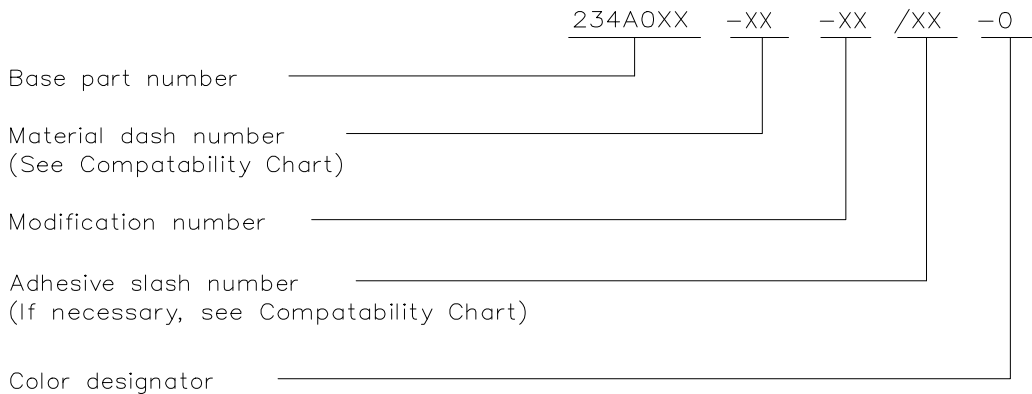 234A0XX -XX -XX /XX -0
Base part number
Material dash number
(See Compatability Chart)
Modification number
Adhesive slash number
(If necessary, see Compatability Chart)
Color designator